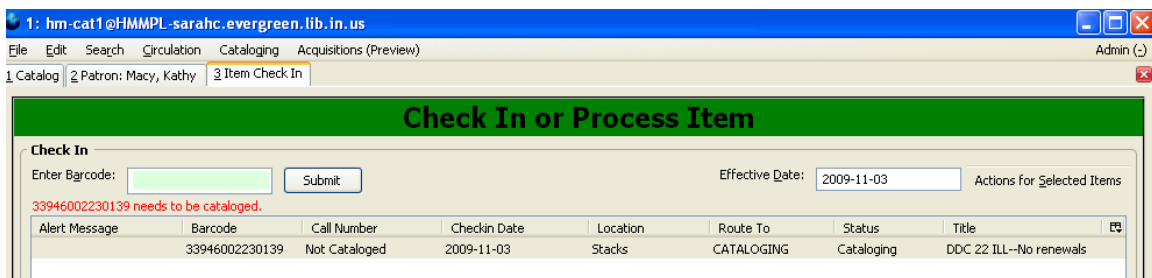 1: hm-cat1@HMMPL-sarahc.evergreen.lib.in.us
File Edit Search Circulation Cataloging Acquisitions (Preview) Admin (-)
1 Catalog 2 Patron: Macy, Kathy 3 Item Check In
Check In or Process Item
Check In
Enter Barcode: Submit Effective Date: 2009-11-03 Actions for Selected Items
33946002230139 needs to be cataloged.
Alert Message Barcode Call Number Checkin Date Location Route To Status Title
33946002230139 Not Cataloged 2009-11-03 Stacks CATALOGING Cataloging DDC 22 ILL--No renewals